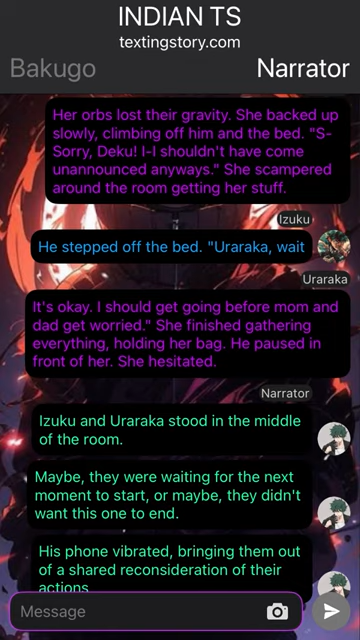 INDIAN TS
textingstory.com
Bakugo
Narrator
Her orbs lost their gravity. She backed up
slowly, climbing off him and the bed. "S-
Sorry, Deku! I-I shouldn't have come
unannounced anyways." She scampered
around the room getting her stuff.
Izuku
He stepped off the bed. "Uraraka, wait
Uraraka
It's okay. I should get going before mom and
dad get worried." She finished gathering
everything, holding her bag. He paused in
front of her. She hesitated.
Narrator
Izuku and Uraraka stood in the middle
of the room.
Maybe, they were waiting for the next
moment to start, or maybe, they didn't
want this one to end.
His phone vibrated, bringing them out
of a shared reconsideration of their
actions
Message